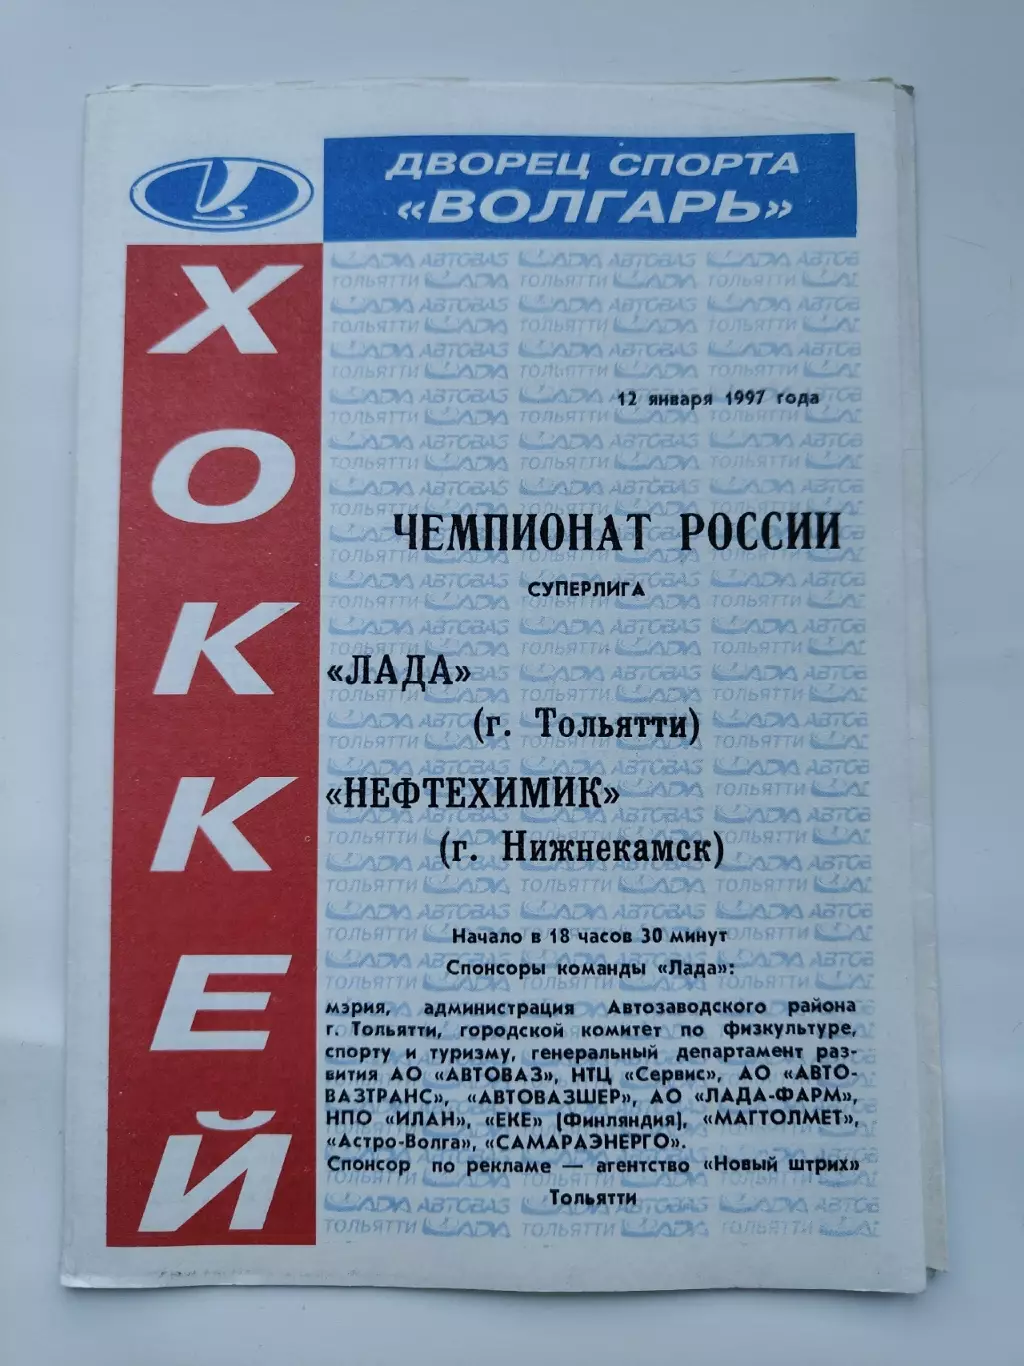 ДВОРЕЦ СПОРТА
«ВОЛГАРЬ»
ХОККЕЙ
12 января 1997 года
ЧЕМПИОНАТ РОССИИ
СУПЕРЛИГА
«ЛАДА»
(г. Тольятти)
«НЕФТЕХИМИК»
(г. Нижнекамск)
Начало в 18 часов 30 минут
Спонсоры команды «Лада»:
мэрия, администрация Автозаводского района
г. Тольятти, городской комитет по физкультуре,
спорту и туризму, генеральный департамент раз-
вития АО «АВТОВАЗ», НТЦ «Сервис», АО «АВТО-
ВАЗТРАНС», «АВТОВАЗШЕР», АО «ЛАДА-ФАРМ»,
НПО «ИЛАН», «ЕКЕ» (Финляндия), «МАГТОЛМЕТ»,
«Астро-Волга», «САМАРАЭНЕРГО».
Спонсор по рекламе — агентство «Новый штрих»
Тольятти